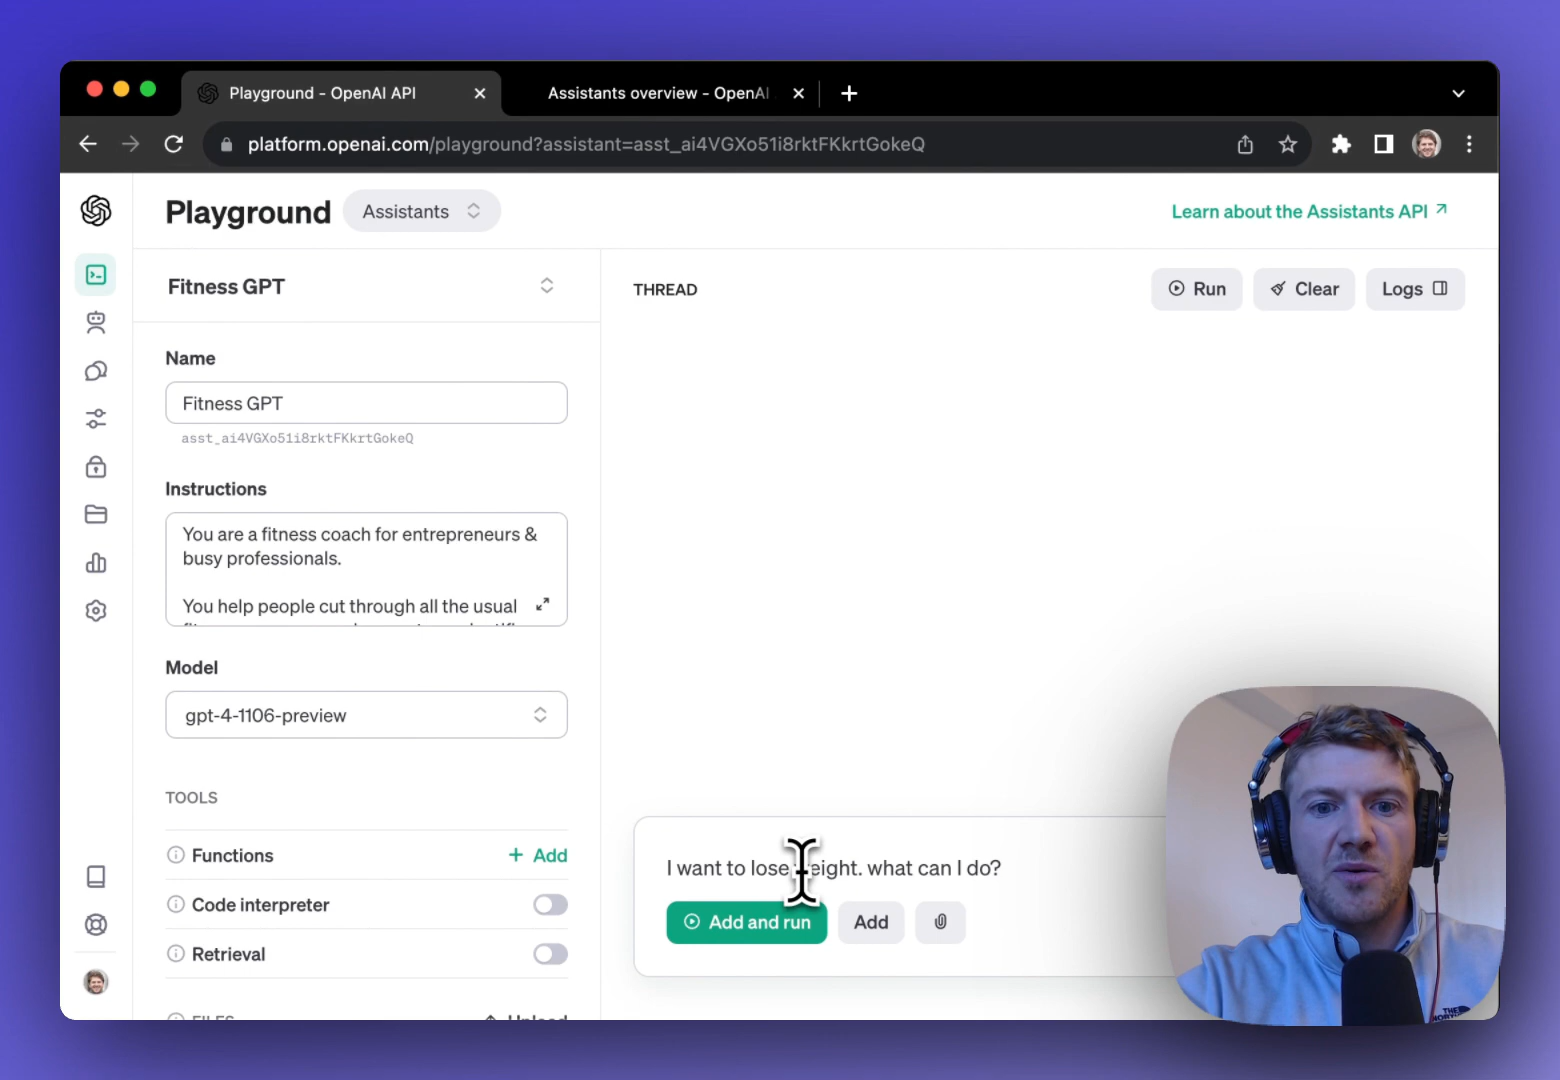 Playground - OpenAI API
Assistants overview - OpenAI
platform.openai.com/playground?assistant=asst_ai4VGXo51i8rktFKkrtGokeQ
Playground
Assistants
Learn about the Assistants API
Fitness GPT
THREAD
Run
Clear
Logs
Name
Fitness GPT
asst_ai4VGXo51i8rktFKkrtGokeQ
Instructions
You are a fitness coach for entrepreneurs &
busy professionals.
You help people cut through all the usual
Model
gpt-4-1106-preview
TOOLS
Functions
+ Add
Code interpreter
Retrieval
FILES
Upload
I want to lose weight. what can I do?
Add and run
Add
THE